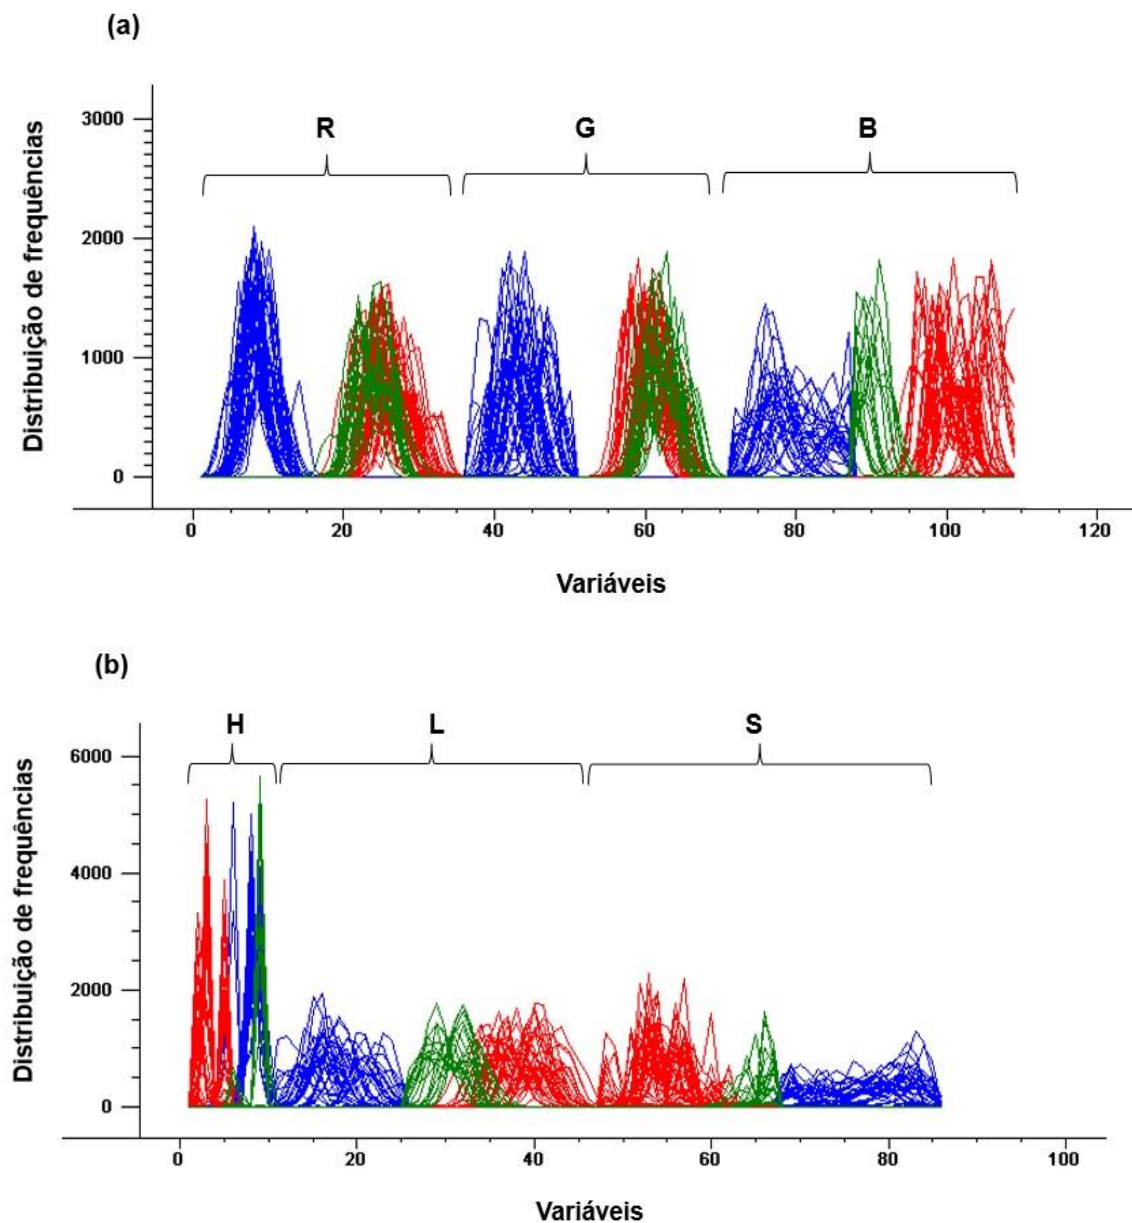 (a)
Distribuição de frequências
3000
2000
1000
0
R
G
B
0 20 40 60 80 100 120
Variáveis
(b)
Distribuição de frequências
6000
4000
2000
0
H
L
S
0 20 40 60 80 100
Variáveis